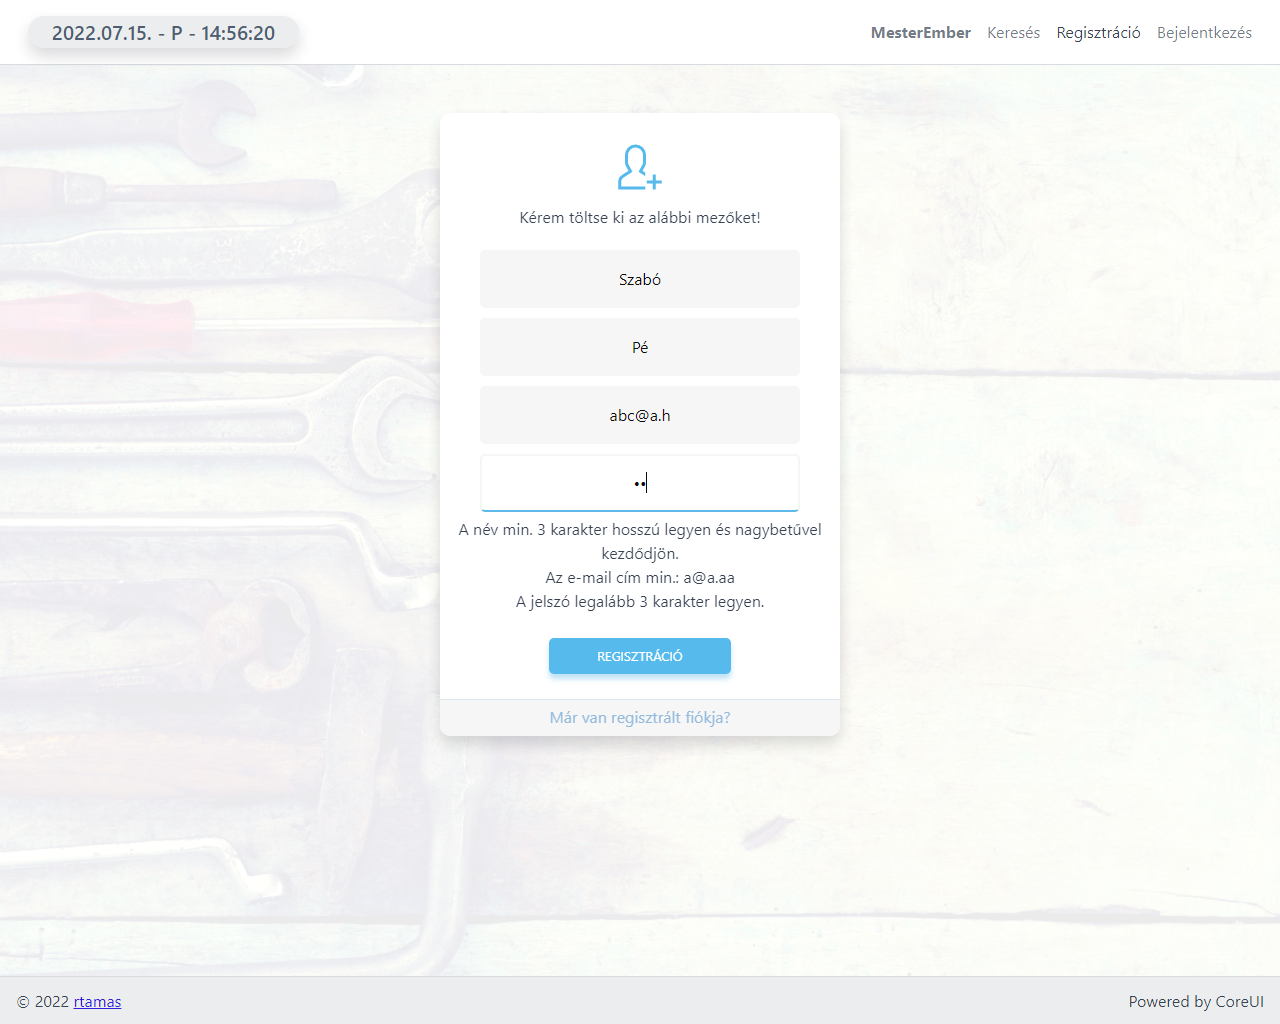 2022.07.15. - P - 14:56:20
MesterEmber Keresés Regisztráció Bejelentkezés
Kérem töltse ki az alábbi mezőket!
Szabó
Pé
abc@a.h
••
A név min. 3 karakter hosszú legyen és nagybetűvel
kezdődjön.
Az e-mail cím min.: a@a.aa
A jelszó legalább 3 karakter legyen.
REGISZTRÁCIÓ
Már van regisztrált fiókja?
© 2022 rtamas
Powered by CoreUI